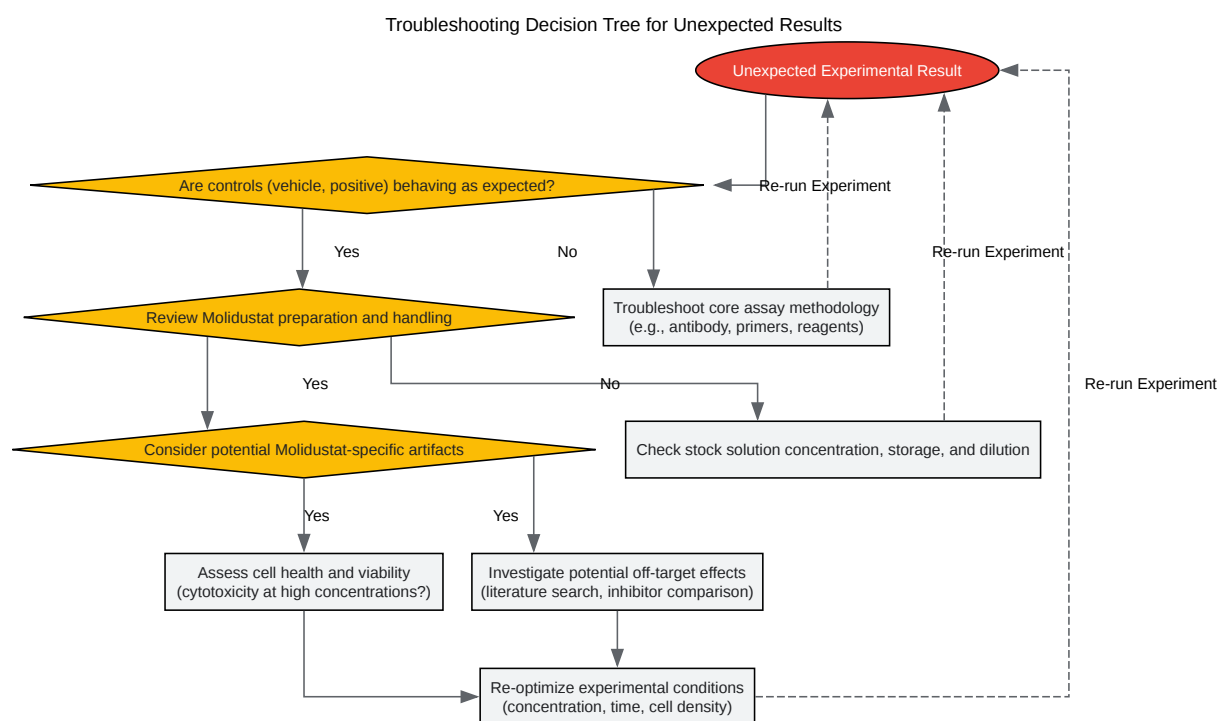 Troubleshooting Decision Tree for Unexpected Results
Unexpected Experimental Result
Are controls (vehicle, positive) behaving as expected?
Re-run Experiment
Yes
No
Re-run Experiment
Review Molidustat preparation and handling
Troubleshoot core assay methodology
(e.g., antibody, primers, reagents)
Yes
No
Re-run Experiment
Consider potential Molidustat-specific artifacts
Check stock solution concentration, storage, and dilution
Yes
Yes
Assess cell health and viability
(cytotoxicity at high concentrations?)
Investigate potential off-target effects
(literature search, inhibitor comparison)
Re-optimize experimental conditions
(concentration, time, cell density)